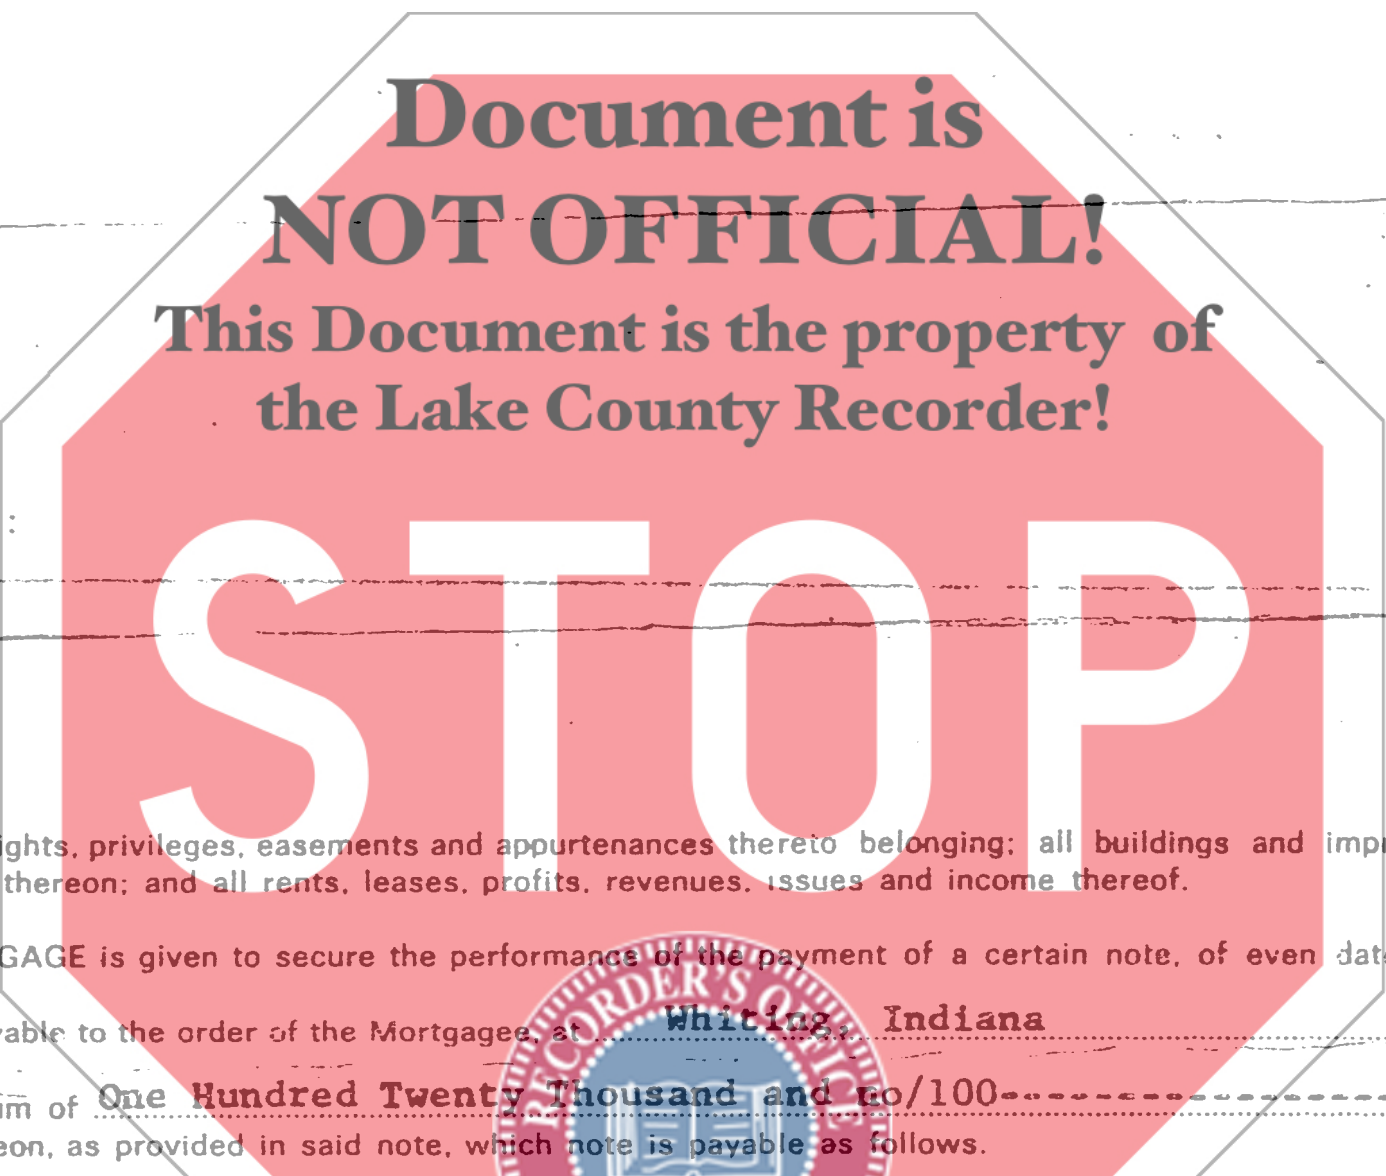 Document is
NOT OFFICIAL!
This Document is the property of
the Lake County Recorder!
STOP
ights, privileges, easements and appurtenances thereto belonging; all buildings and imp
thereon; and all rents, leases, profits, revenues, issues and income thereof.
GAGE is given to secure the performance of the payment of a certain note, of even dat
able to the order of the Mortgagee, at Whiting, Indiana
m of One Hundred Twenty Thousand and no/100
eon, as provided in said note, which note is payable as follows.
RECORDER'S OFFICE